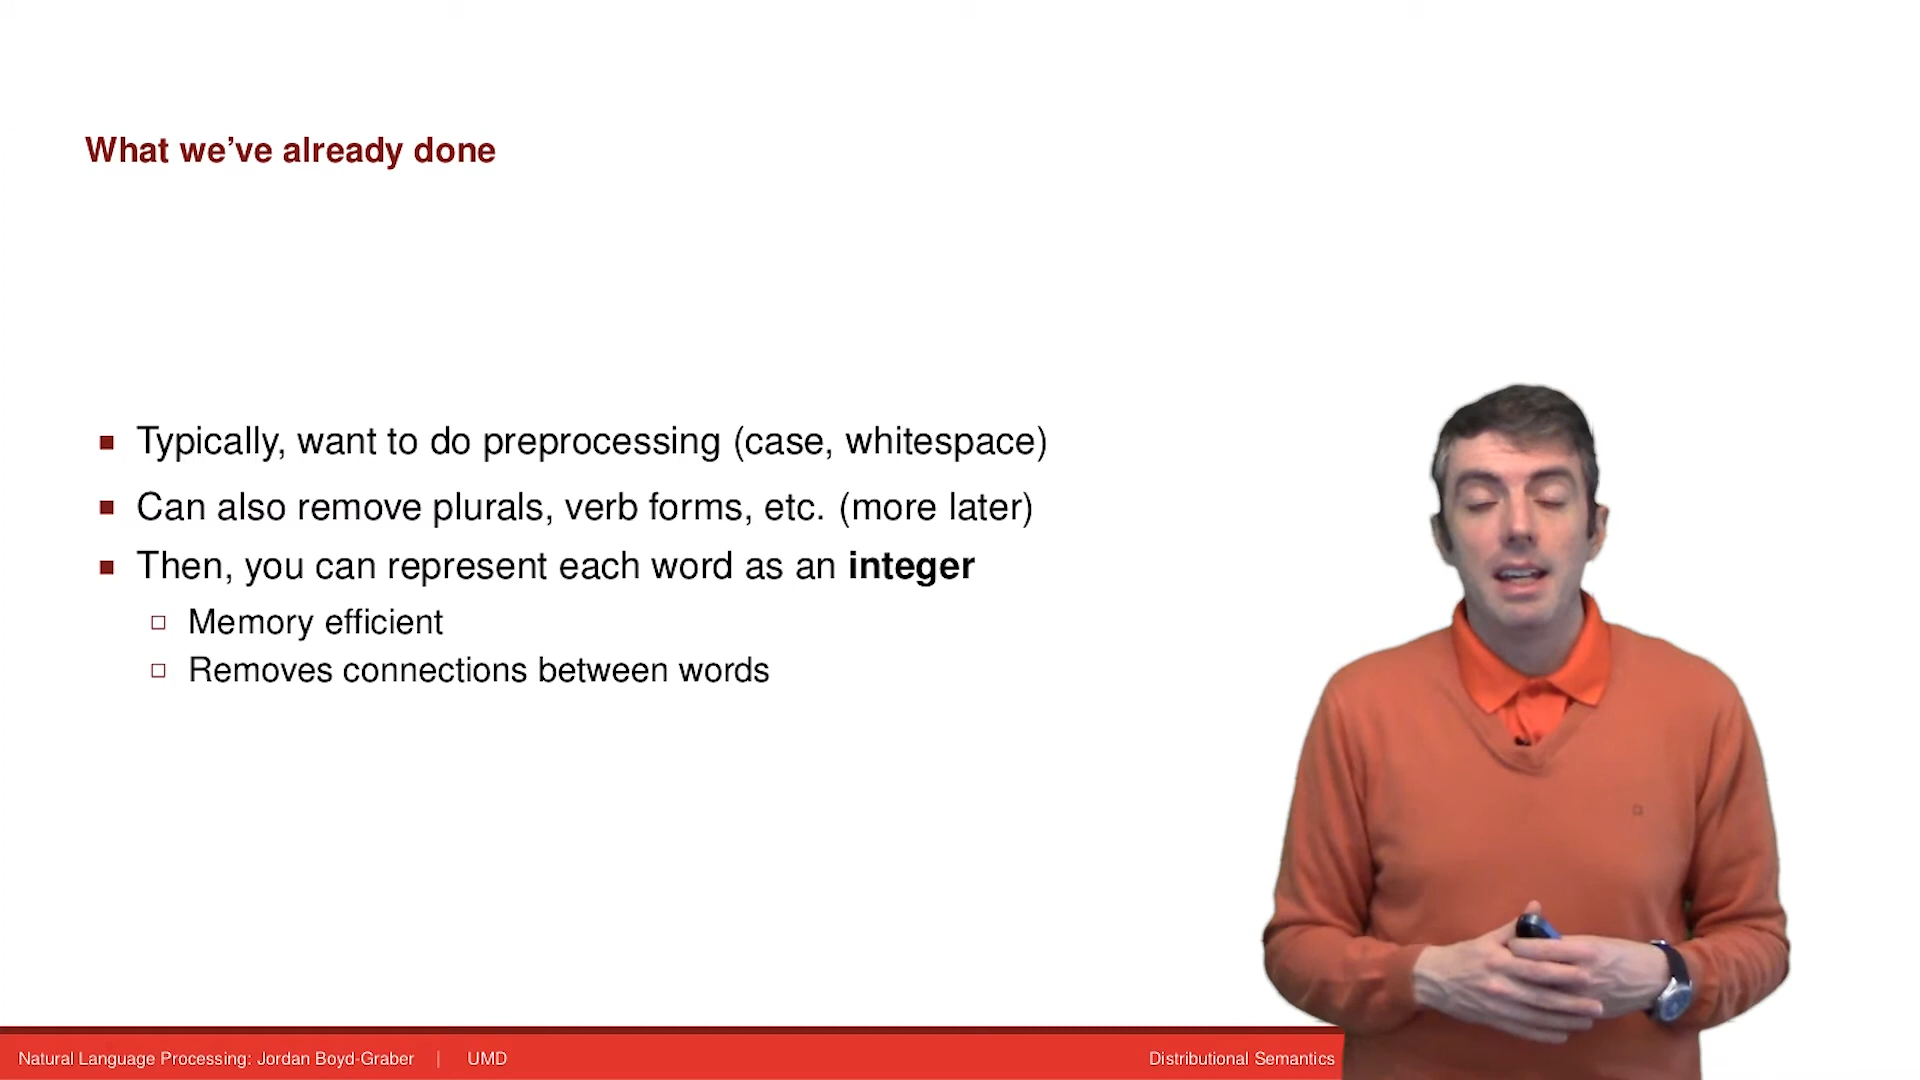 What we've already done
Typically, want to do preprocessing (case, whitespace)
Can also remove plurals, verb forms, etc. (more later)
Then, you can represent each word as an integer
Memory efficient
Removes connections between words
Natural Language Processing: Jordan Boyd-Graber | UMD
Distributional Semantics